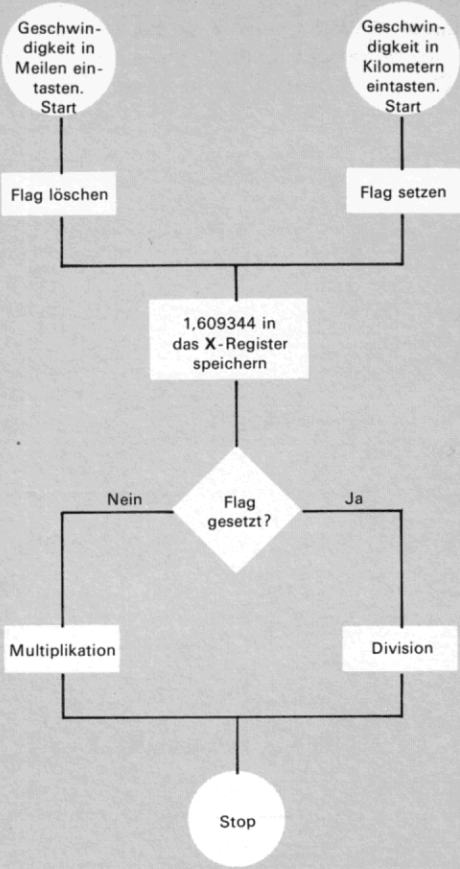 Geschwin-
digkeit in
Meilen ein-
tasten.
Start
Geschwin-
digkeit in
Kilometern
eintasten.
Start
Flag löschen
Flag setzen
1,609344 in
das X-Register
speichern
Nein
Flag
gesetzt?
Ja
Multiplikation
Division
Stop